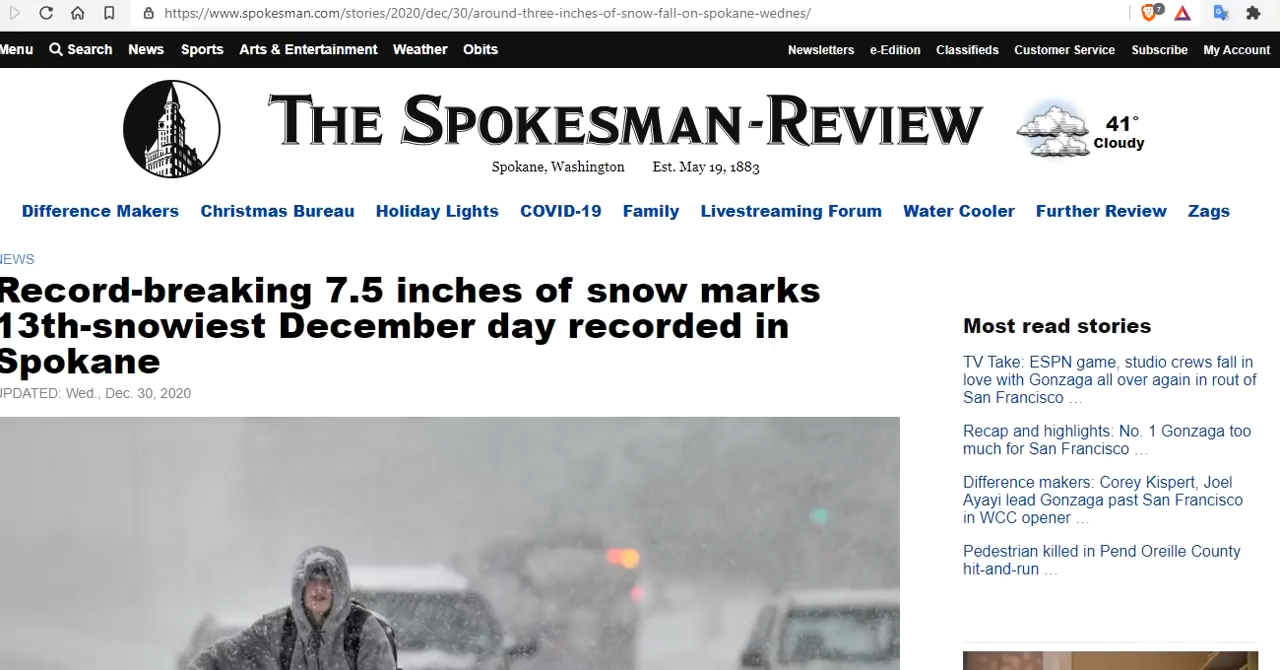 https://www.spokesman.com/stories/2020/dec/30/around-three-inches-of-snow-fall-on-spokane-wednes/
7
Menu Search News Sports Arts & Entertainment Weather Obits Newsletters e-Edition Classifieds Customer Service Subscribe My Account
THE SPOKESMAN-REVIEW
41°
Cloudy
Spokane, Washington Est. May 19, 1883
Difference Makers Christmas Bureau Holiday Lights COVID-19 Family Livestreaming Forum Water Cooler Further Review Zags
NEWS
Record-breaking 7.5 inches of snow marks
13th-snowiest December day recorded in
Spokane
UPDATED: Wed., Dec. 30, 2020
Most read stories
TV Take: ESPN game, studio crews fall in
love with Gonzaga all over again in rout of
San Francisco ...
Recap and highlights: No. 1 Gonzaga too
much for San Francisco ...
Difference makers: Corey Kispert, Joel
Ayayi lead Gonzaga past San Francisco
in WCC opener ...
Pedestrian killed in Pend Oreille County
hit-and-run ...